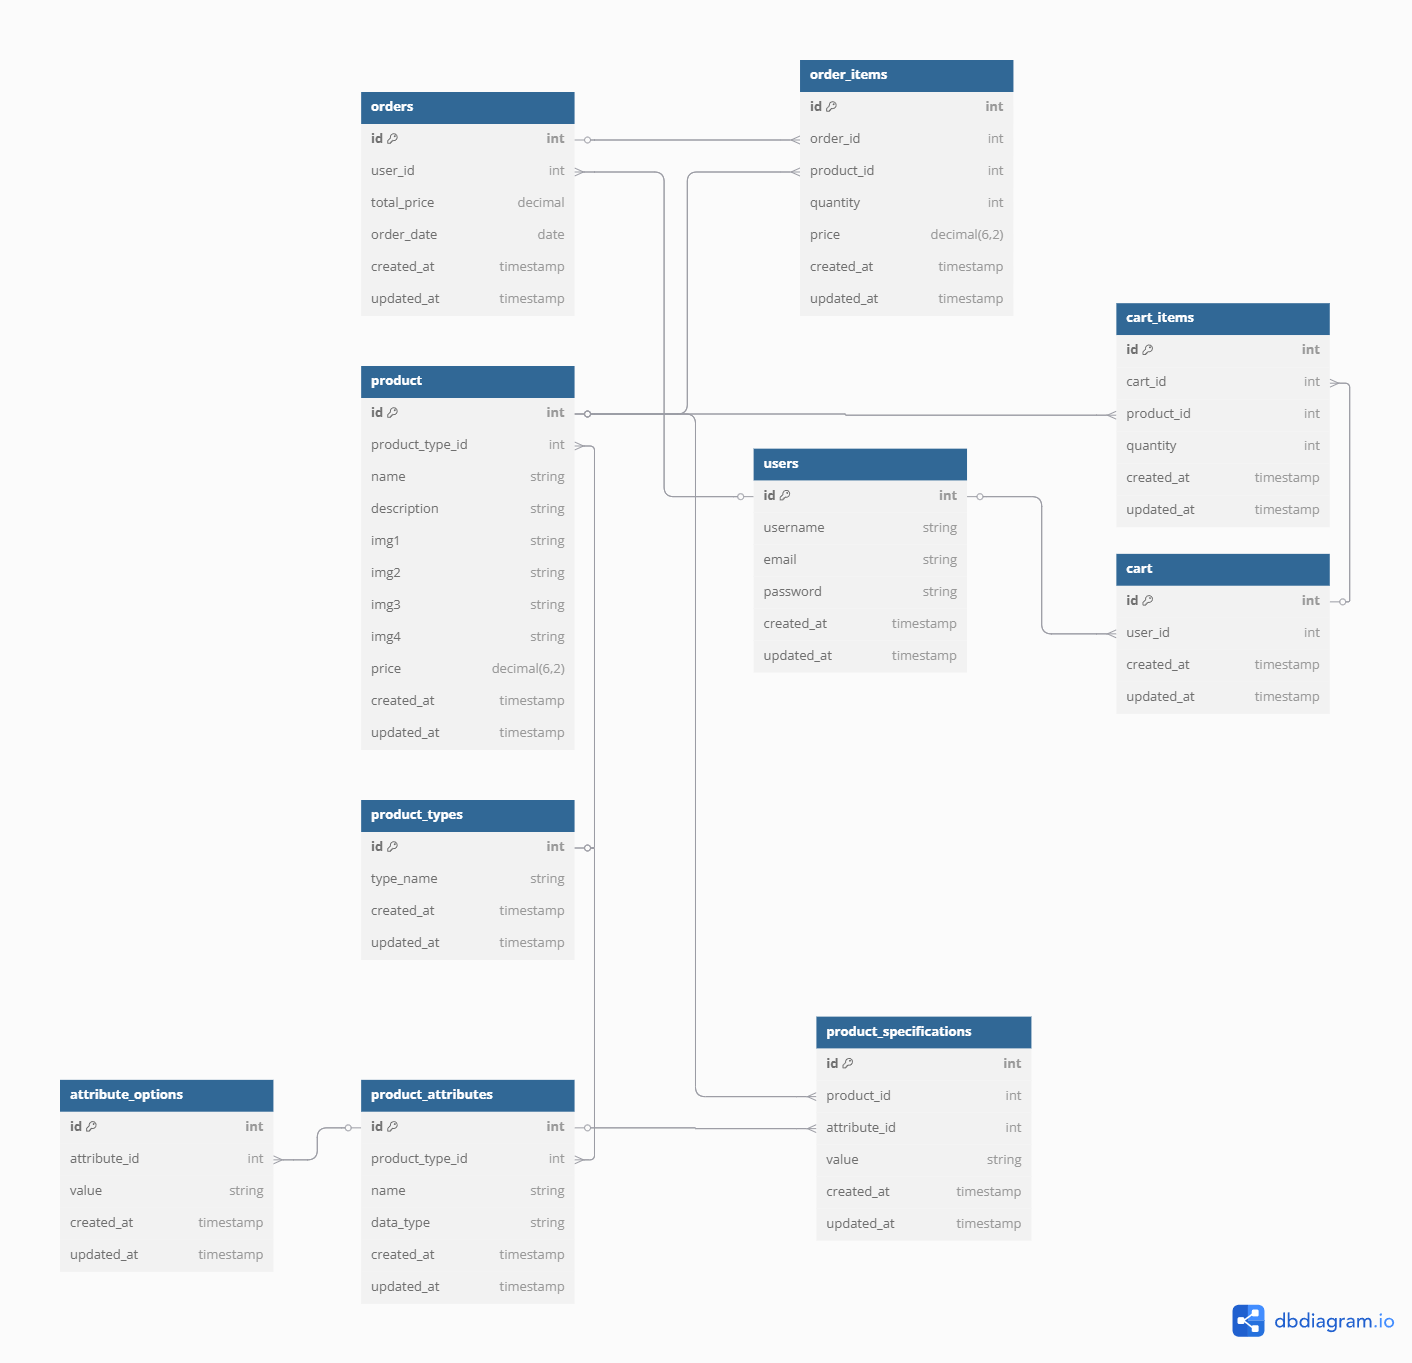 order_items
id int
order_id int
product_id int
quantity int
price decimal(6,2)
created_at timestamp
updated_at timestamp
orders
id int
user_id int
total_price decimal
order_date date
created_at timestamp
updated_at timestamp
cart_items
id int
cart_id int
product_id int
quantity int
created_at timestamp
updated_at timestamp
product
id int
product_type_id int
name string
description string
img1 string
img2 string
img3 string
img4 string
price decimal(6,2)
created_at timestamp
updated_at timestamp
users
id int
username string
email string
password string
created_at timestamp
updated_at timestamp
cart
id int
user_id int
created_at timestamp
updated_at timestamp
product_types
id int
type_name string
created_at timestamp
updated_at timestamp
product_specifications
id int
product_id int
attribute_id int
value string
created_at timestamp
updated_at timestamp
attribute_options
id int
attribute_id int
value string
created_at timestamp
updated_at timestamp
product_attributes
id int
product_type_id int
name string
data_type string
created_at timestamp
updated_at timestamp
dbdiagram.io